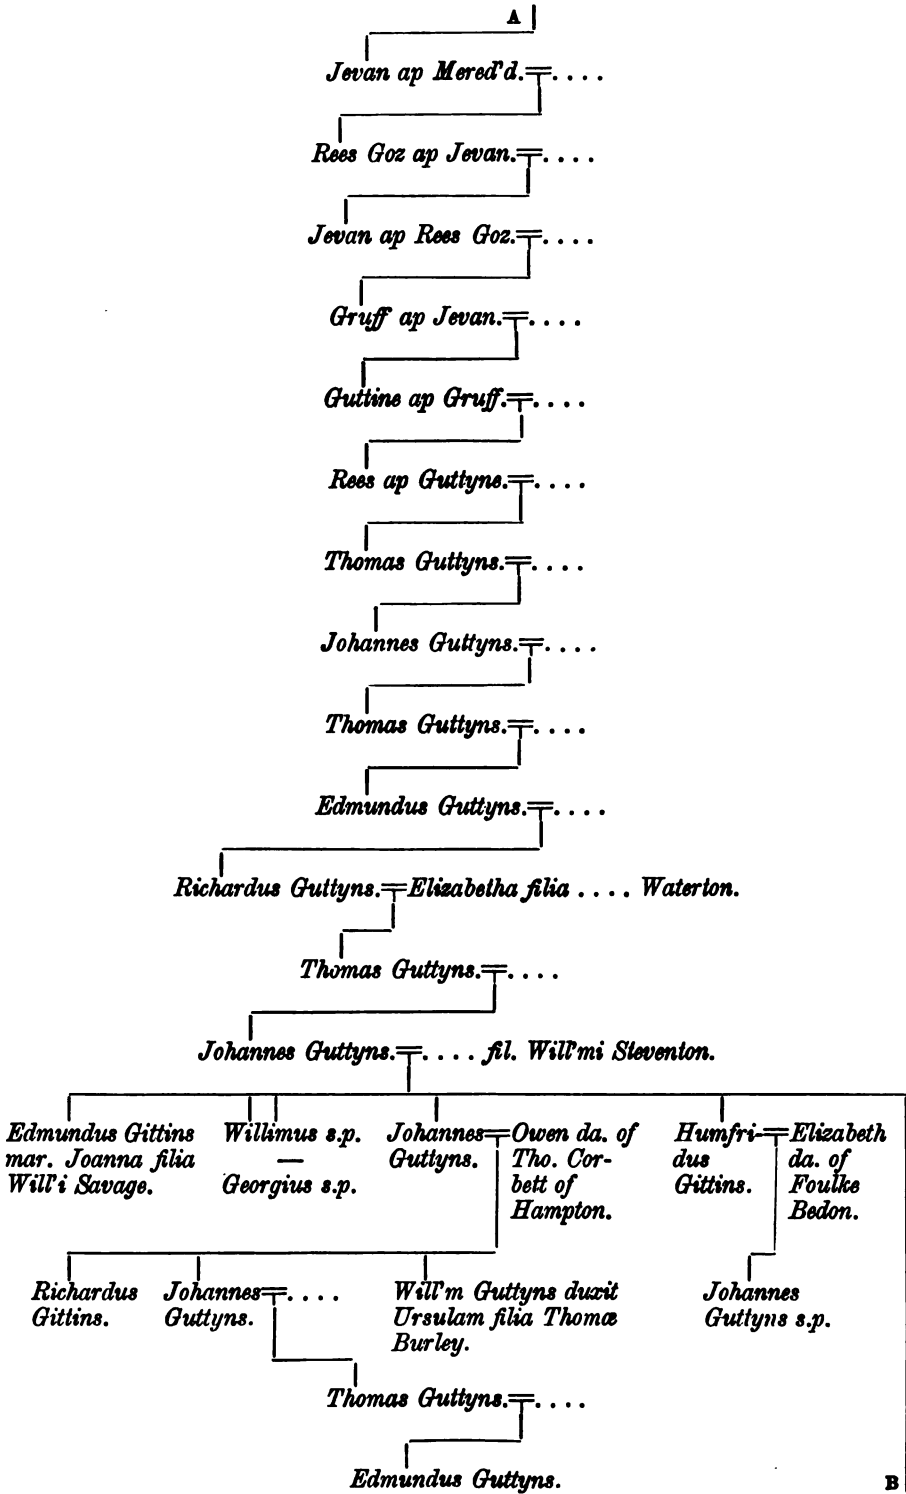 A
Jevan ap Mered'd.=. . . .
Rees Goz ap Jevan.=. . . .
Jevan ap Rees Goz.=. . . .
Gruff ap Jevan.=. . . .
Guttine ap Gruff.=. . . .
Rees ap Guttyne.=. . . .
Thomas Guttyns.=. . . .
Johannes Guttyns.=. . . .
Thomas Guttyns.=. . . .
Edmundus Guttyns.=. . . .
Richardus Guttyns.=Elizabetha filia . . . . Waterton.
Thomas Guttyns.=. . . .
Johannes Guttyns.=. . . . fil. Will'mi Steventon.
Edmundus Gittins
mar. Joanna filia
Will'i Savage.
Willimus s.p.
—
Georgius s.p.
Johannes=
Guttyns.
Owen da. of
Tho. Cor-
bett of
Hampton.
Humfri-=
dus
Gittins.
Elizabeth
da. of
Foulke
Bedon.
Richardus
Gittins.
Johannes=. . . .
Guttyns.
Will'm Guttyns duxit
Ursulam filia Thomæ
Burley.
Johannes
Guttyns s.p.
Thomas Guttyns.=. . . .
Edmundus Guttyns.
B